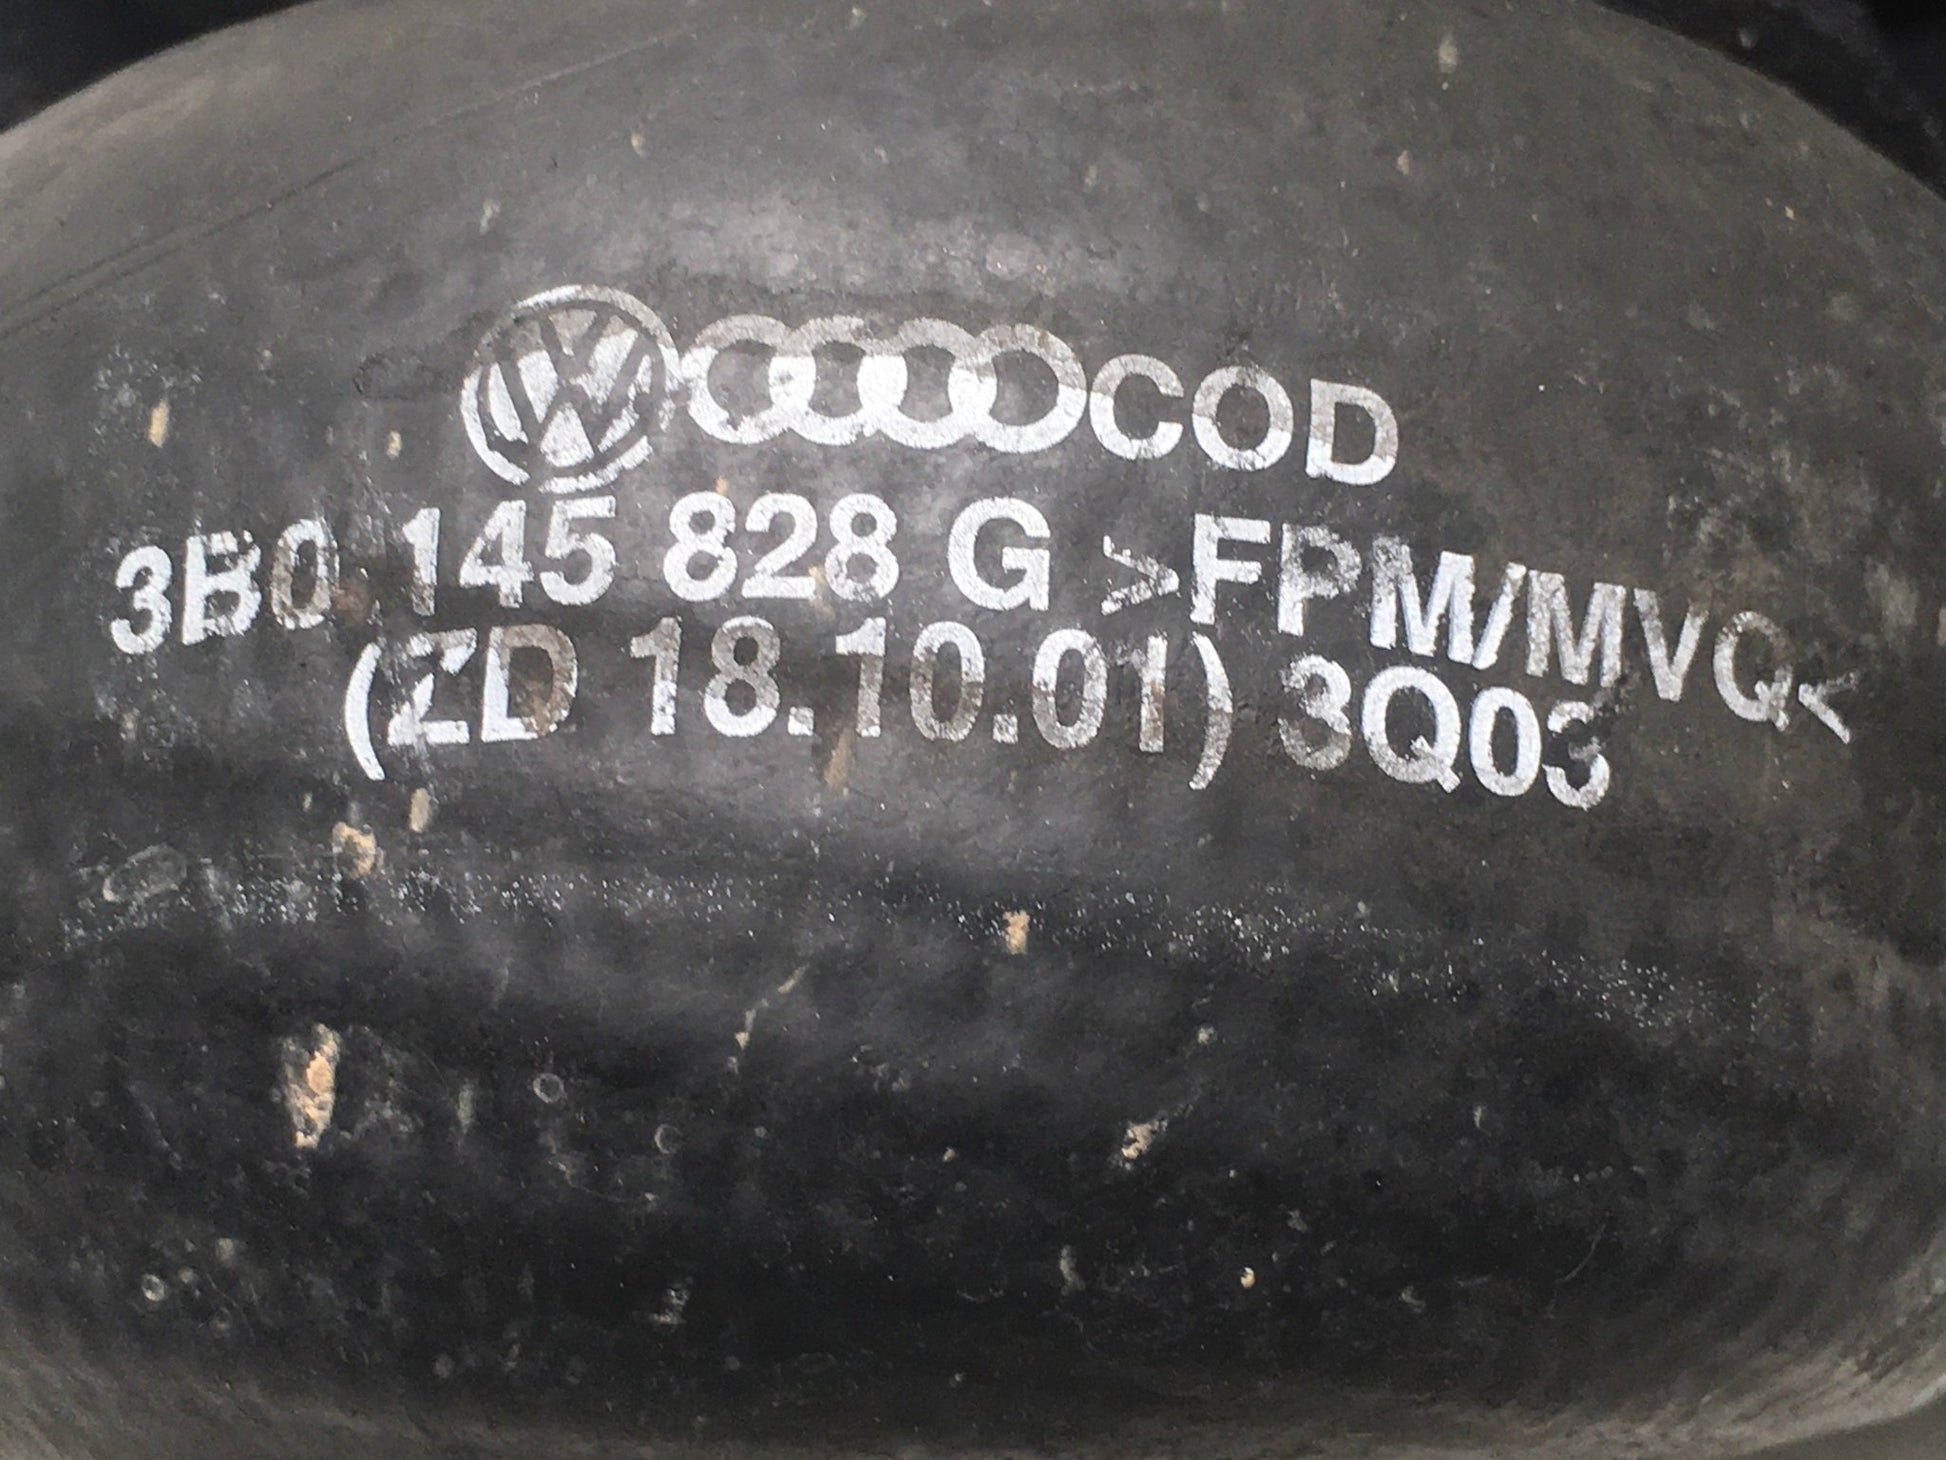 COD
3B0 145 828 G >FPM/MVQ<
(ZD 18.10.01) 3Q03